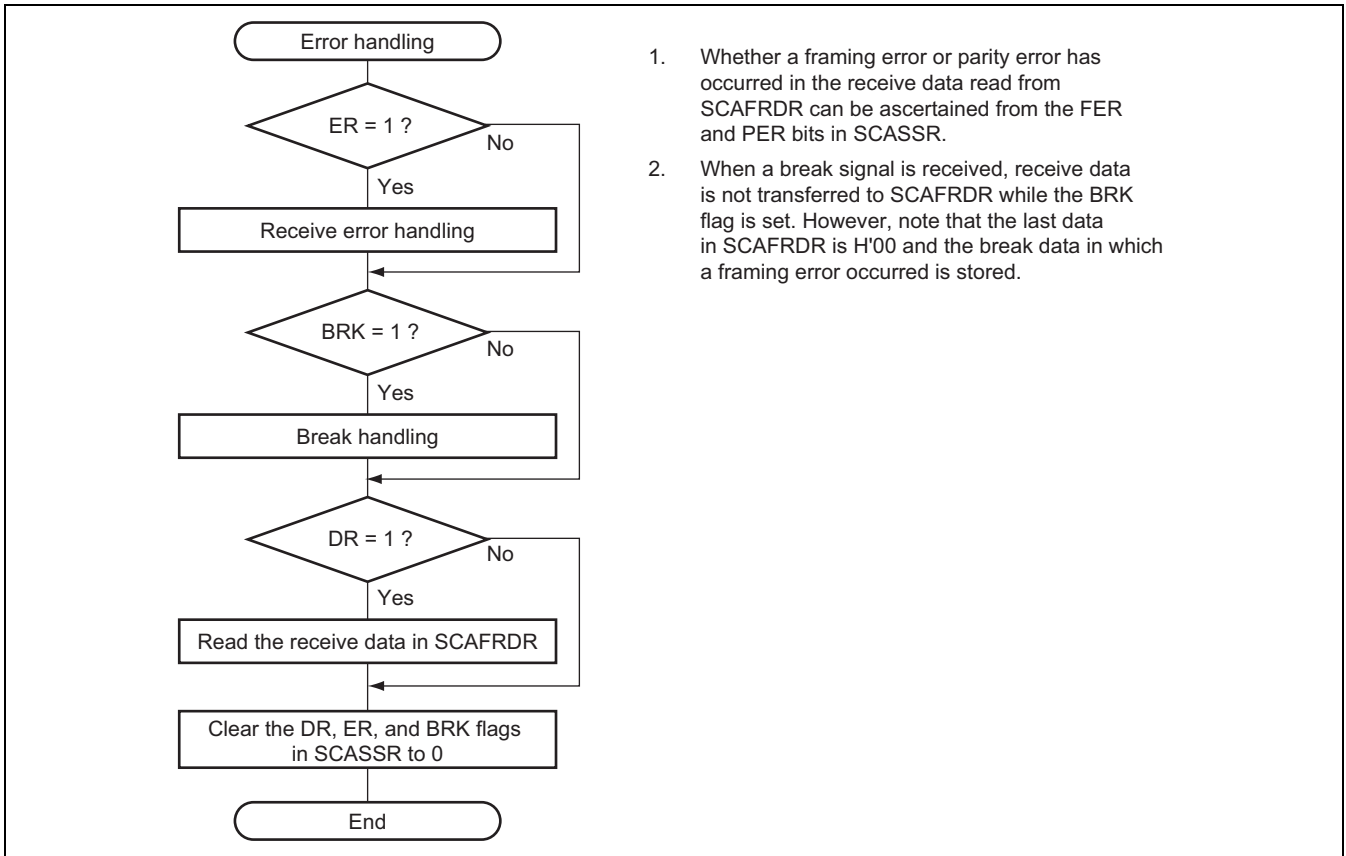 Error handling
ER = 1 ?
No
Yes
Receive error handling
BRK = 1 ?
No
Yes
Break handling
DR = 1 ?
No
Yes
Read the receive data in SCAFRDR
Clear the DR, ER, and BRK flags
in SCASSR to 0
End
1. Whether a framing error or parity error has
occurred in the receive data read from
SCAFRDR can be ascertained from the FER
and PER bits in SCASSR.
2. When a break signal is received, receive data
is not transferred to SCAFRDR while the BRK
flag is set. However, note that the last data
in SCAFRDR is H'00 and the break data in which
a framing error occurred is stored.